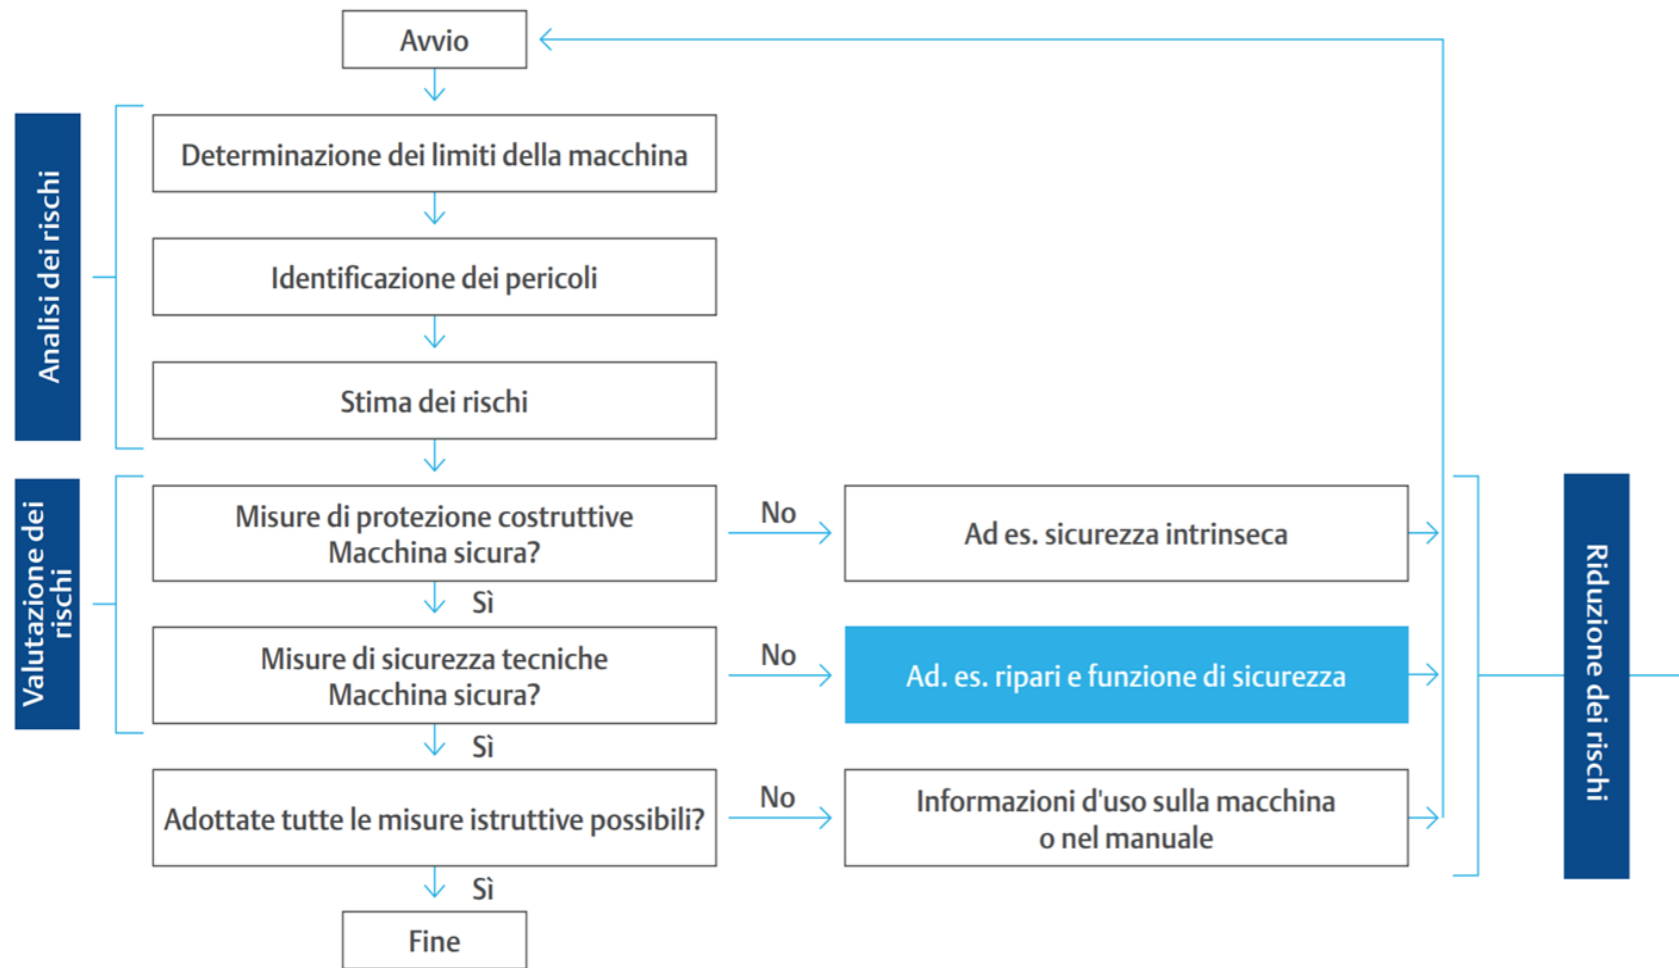 Avvio
Analisi dei rischi
Determinazione dei limiti della macchina
Identificazione dei pericoli
Stima dei rischi
Valutazione dei
rischi
Misure di protezione costruttive
Macchina sicura?
No
Ad es. sicurezza intrinseca
Sì
Misure di sicurezza tecniche
Macchina sicura?
No
Ad. es. ripari e funzione di sicurezza
Sì
Adottate tutte le misure istruttive possibili?
No
Informazioni d'uso sulla macchina
o nel manuale
Sì
Fine
Riduzione dei rischi